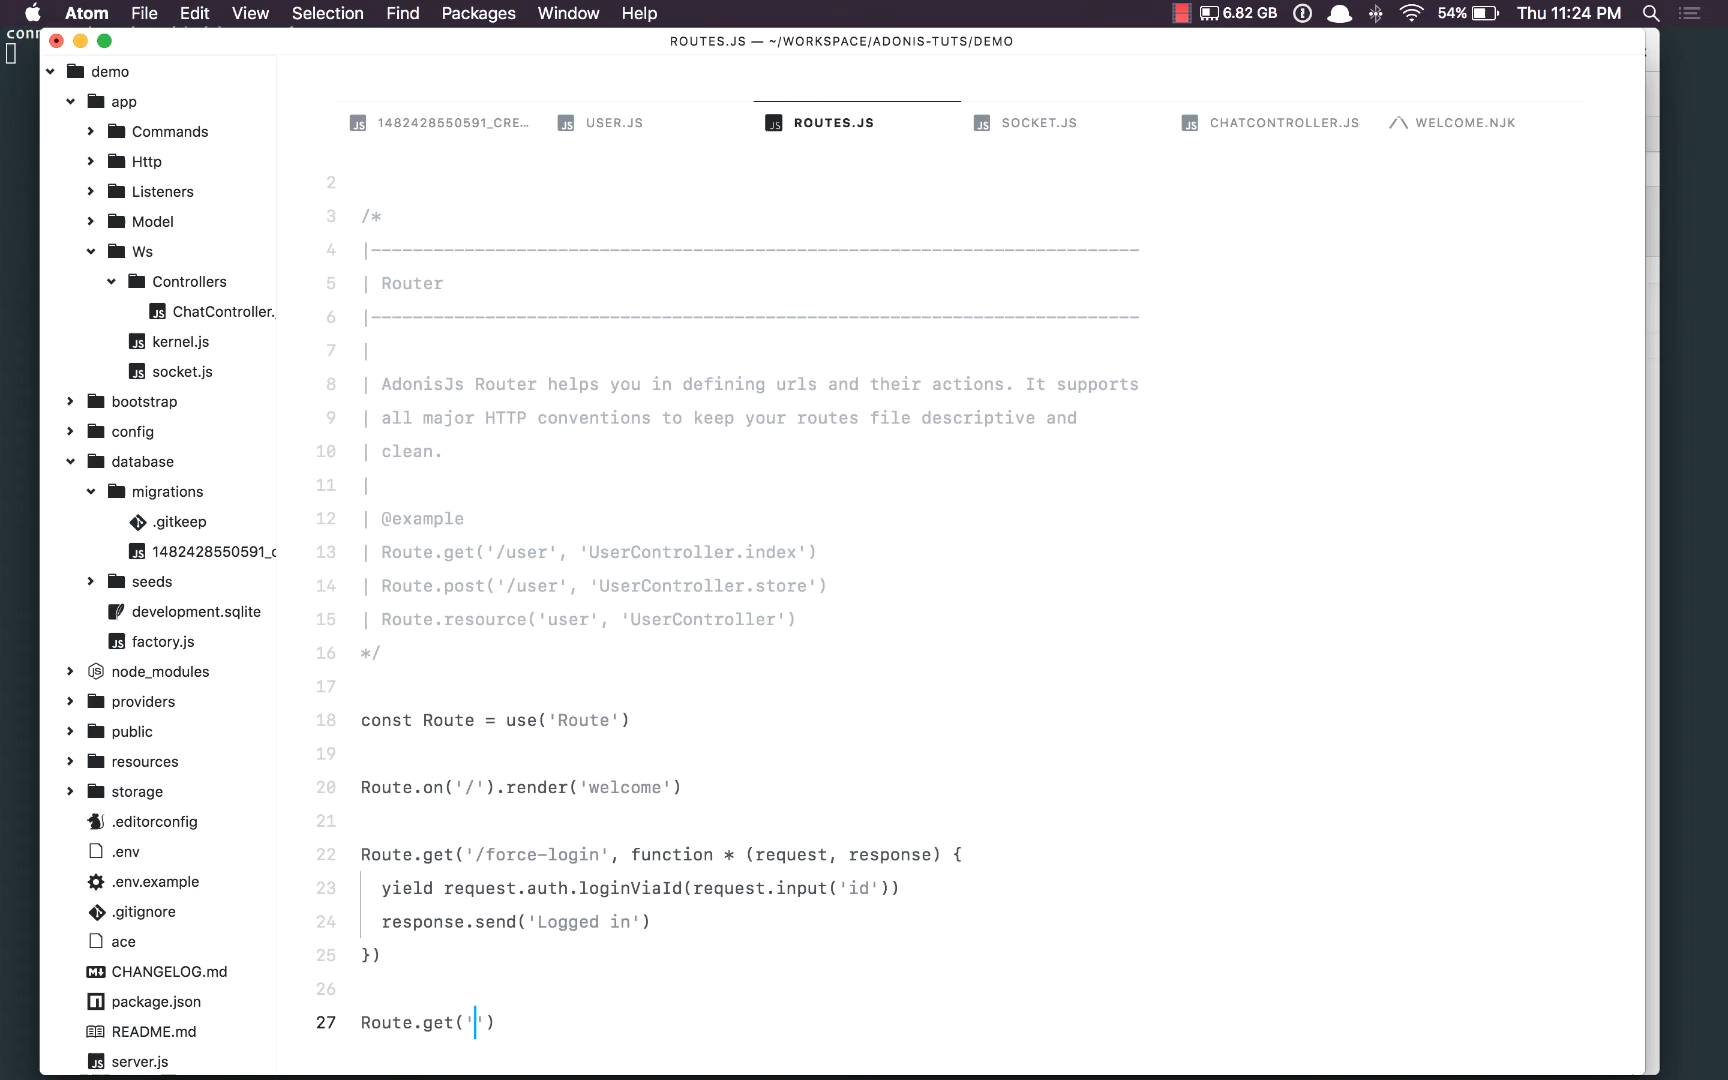 Atom File Edit View Selection Find Packages Window Help 6.82 GB 54% Thu 11:24 PM
conn
ROUTES.JS — ~/WORKSPACE/ADONIS-TUTS/DEMO
demo
app
Commands
Http
Listeners
Model
Ws
Controllers
ChatController.
kernel.js
socket.js
bootstrap
config
database
migrations
.gitkeep
1482428550591_c
seeds
development.sqlite
factory.js
node_modules
providers
public
resources
storage
.editorconfig
.env
.env.example
.gitignore
ace
CHANGELOG.md
package.json
README.md
server.js
1482428550591_CRE... USER.JS ROUTES.JS SOCKET.JS CHATCONTROLLER.JS WELCOME.NJK
2
3 /*
4 |--------------------------------------------------------------------------
5 | Router
6 |--------------------------------------------------------------------------
7 |
8 | AdonisJs Router helps you in defining urls and their actions. It supports
9 | all major HTTP conventions to keep your routes file descriptive and
10 | clean.
11 |
12 | @example
13 | Route.get('/user', 'UserController.index')
14 | Route.post('/user', 'UserController.store')
15 | Route.resource('user', 'UserController')
16 */
17
18 const Route = use('Route')
19
20 Route.on('/').render('welcome')
21
22 Route.get('/force-login', function * (request, response) {
23 yield request.auth.loginViaId(request.input('id'))
24 response.send('Logged in')
25 })
26
27 Route.get('')